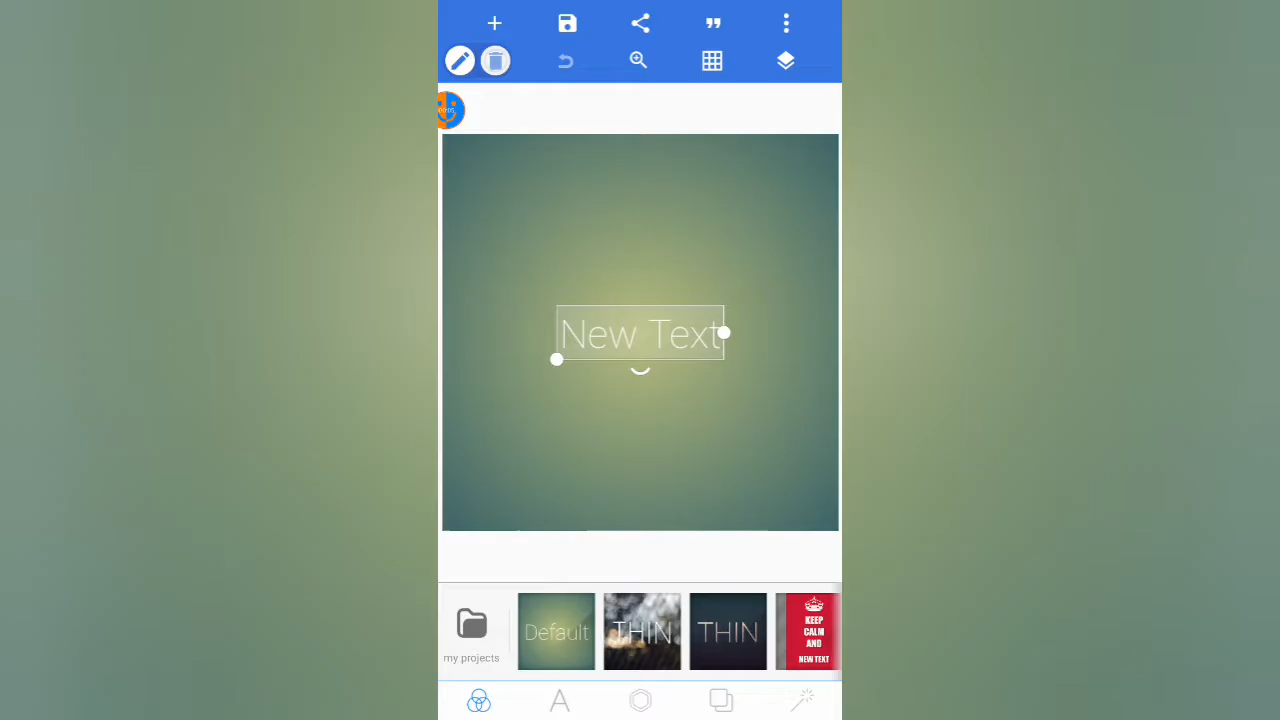 New Text
my projects
Default
THIN
THIN
KEEP
CALM
AND
NEW TEXT